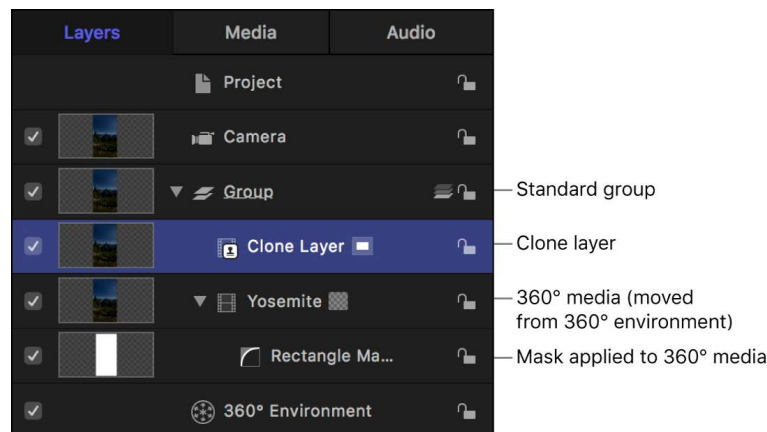 Layers Media Audio
Project
Camera
Group Standard group
Clone Layer Clone layer
Yosemite 360° media (moved
from 360° environment)
Rectangle Ma... Mask applied to 360° media
360° Environment